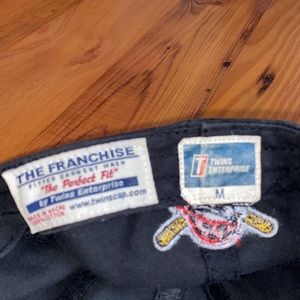 THE FRANCHISE
FITTED GARMENT WASH
"The Perfect Fit"
by Twins Enterprise
www.twinscap.com
TWINS
ENTERPRISE
M